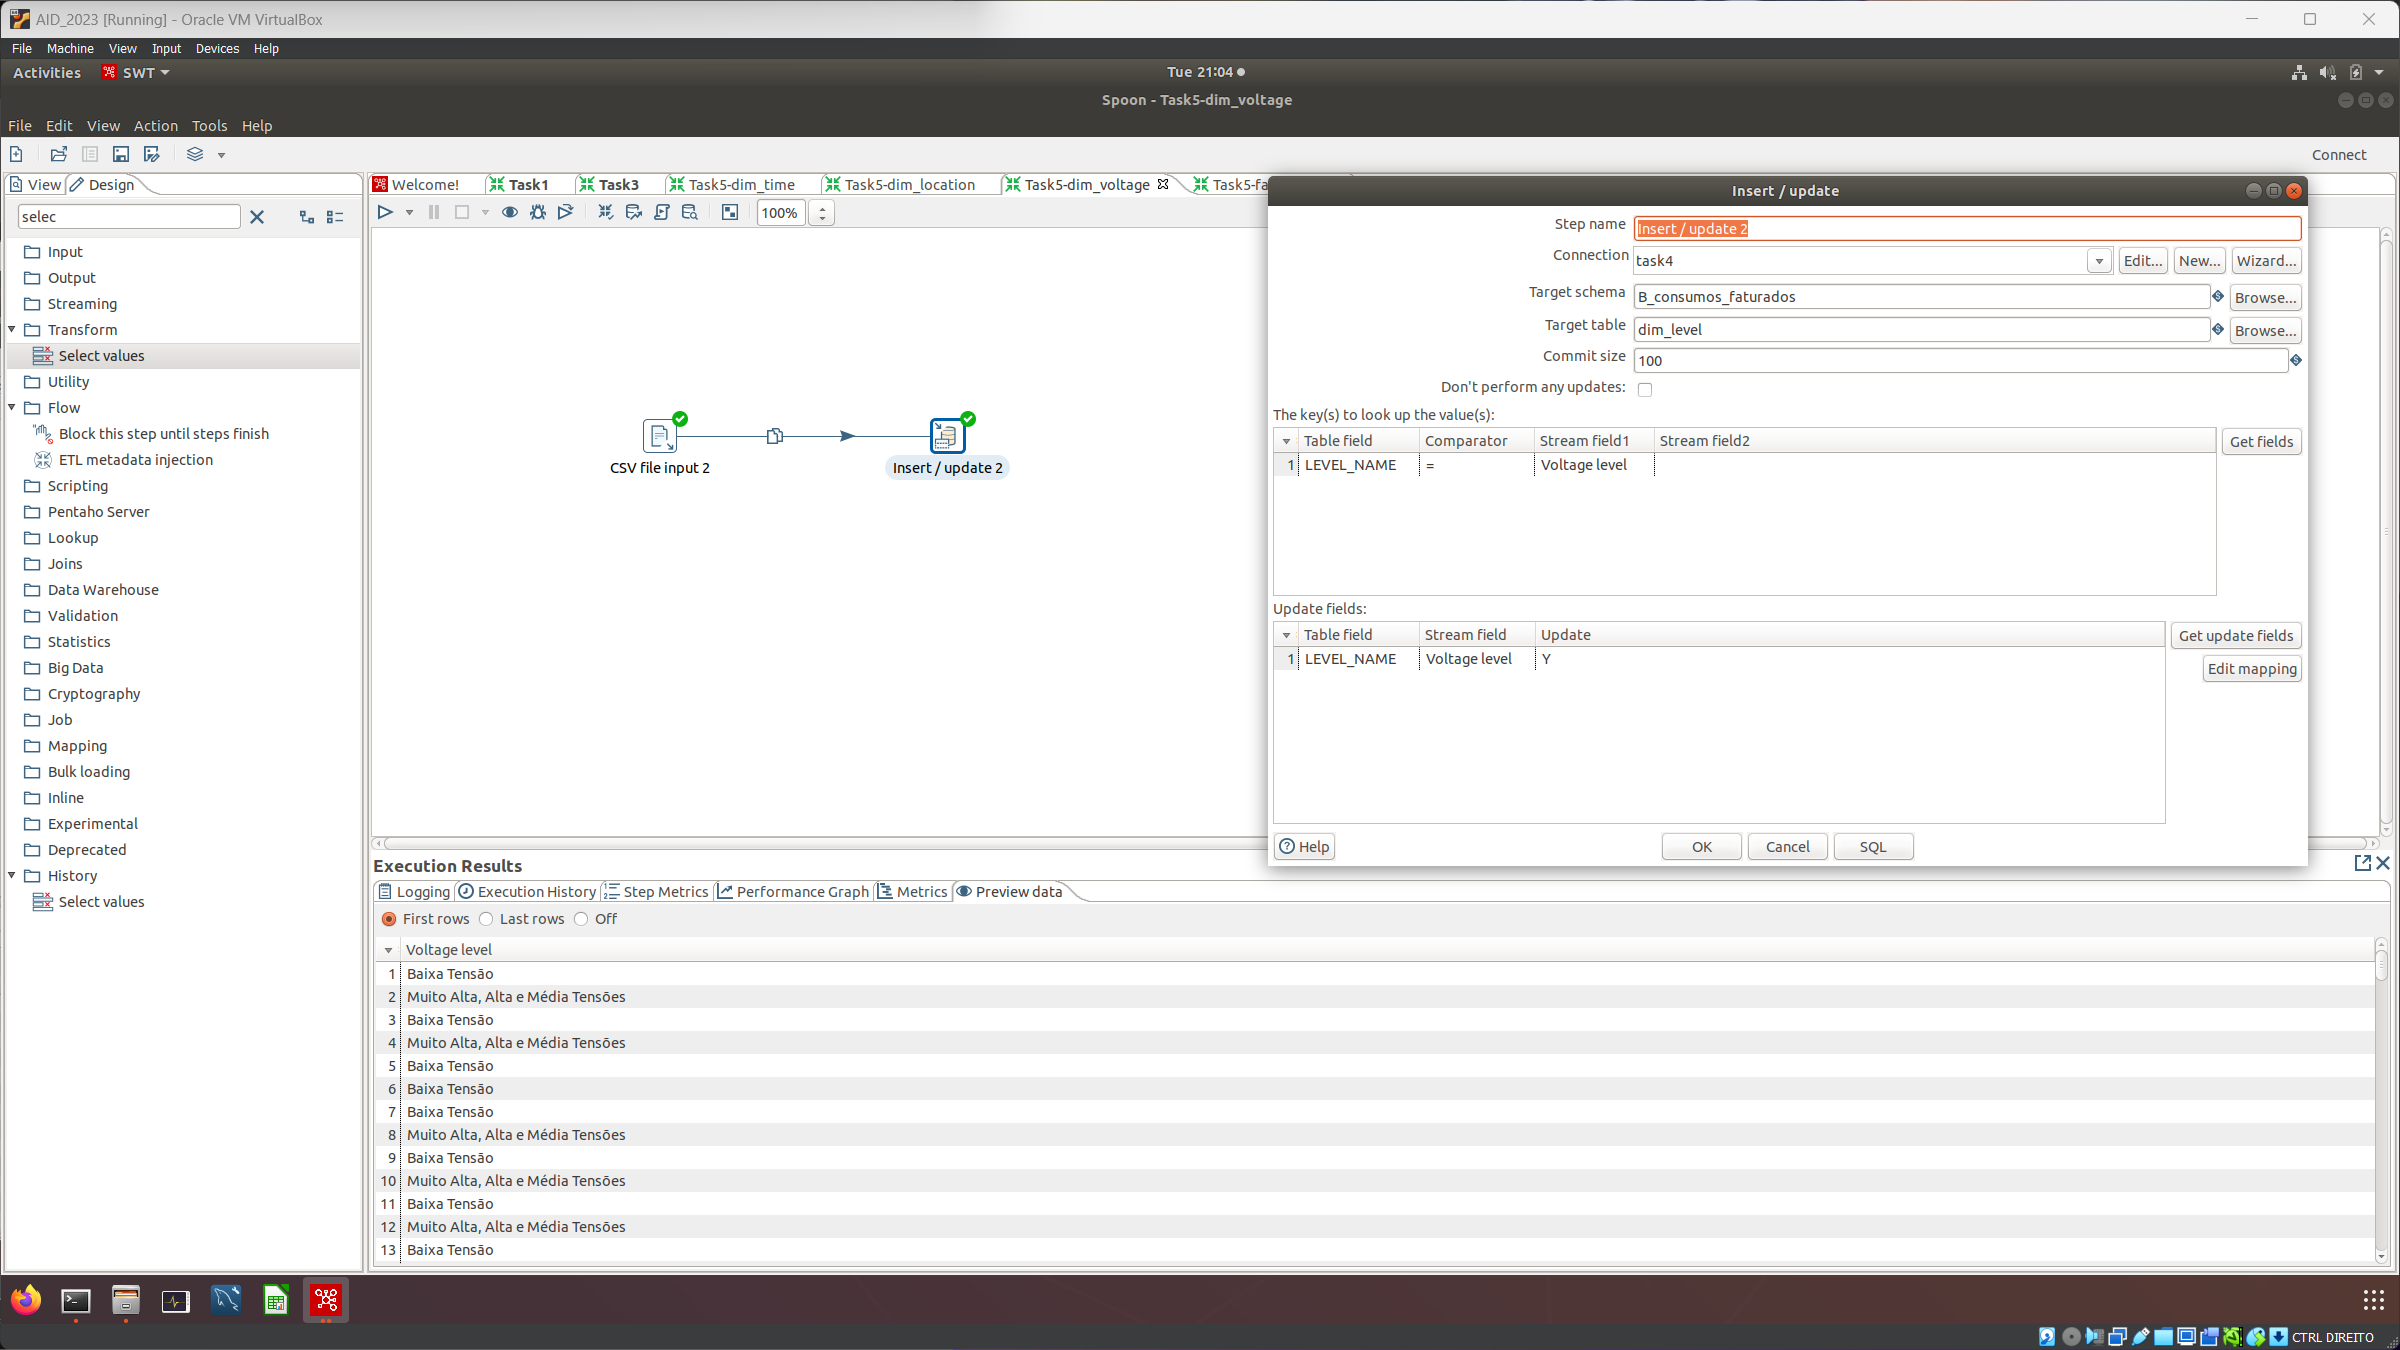 AID_2023 [Running] - Oracle VM VirtualBox
File Machine View Input Devices Help
Activities SWT Tue 21:04
Spoon - Task5-dim_voltage
File Edit View Action Tools Help
Connect
View Design
selec
Input
Output
Streaming
Transform
Select values
Utility
Flow
Block this step until steps finish
ETL metadata injection
Scripting
Pentaho Server
Lookup
Joins
Data Warehouse
Validation
Statistics
Big Data
Cryptography
Job
Mapping
Bulk loading
Inline
Experimental
Deprecated
History
Select values
Welcome! Task1 Task3 Task5-dim_time Task5-dim_location Task5-dim_voltage Task5-fa
100%
CSV file input 2 Insert / update 2
Insert / update
Step name Insert / update 2
Connection task4 Edit... New... Wizard...
Target schema B_consumos_faturados Browse...
Target table dim_level Browse...
Commit size 100
Don't perform any updates:
The key(s) to look up the value(s):
Table field Comparator Stream field1 Stream field2 Get fields
1 LEVEL_NAME = Voltage level
Update fields:
Table field Stream field Update Get update fields
1 LEVEL_NAME Voltage level Y
Edit mapping
Help OK Cancel SQL
Execution Results
Logging Execution History Step Metrics Performance Graph Metrics Preview data
First rows Last rows Off
Voltage level
1 Baixa Tensão
2 Muito Alta, Alta e Média Tensões
3 Baixa Tensão
4 Muito Alta, Alta e Média Tensões
5 Baixa Tensão
6 Baixa Tensão
7 Baixa Tensão
8 Muito Alta, Alta e Média Tensões
9 Baixa Tensão
10 Muito Alta, Alta e Média Tensões
11 Baixa Tensão
12 Muito Alta, Alta e Média Tensões
13 Baixa Tensão
CTRL DIREITO